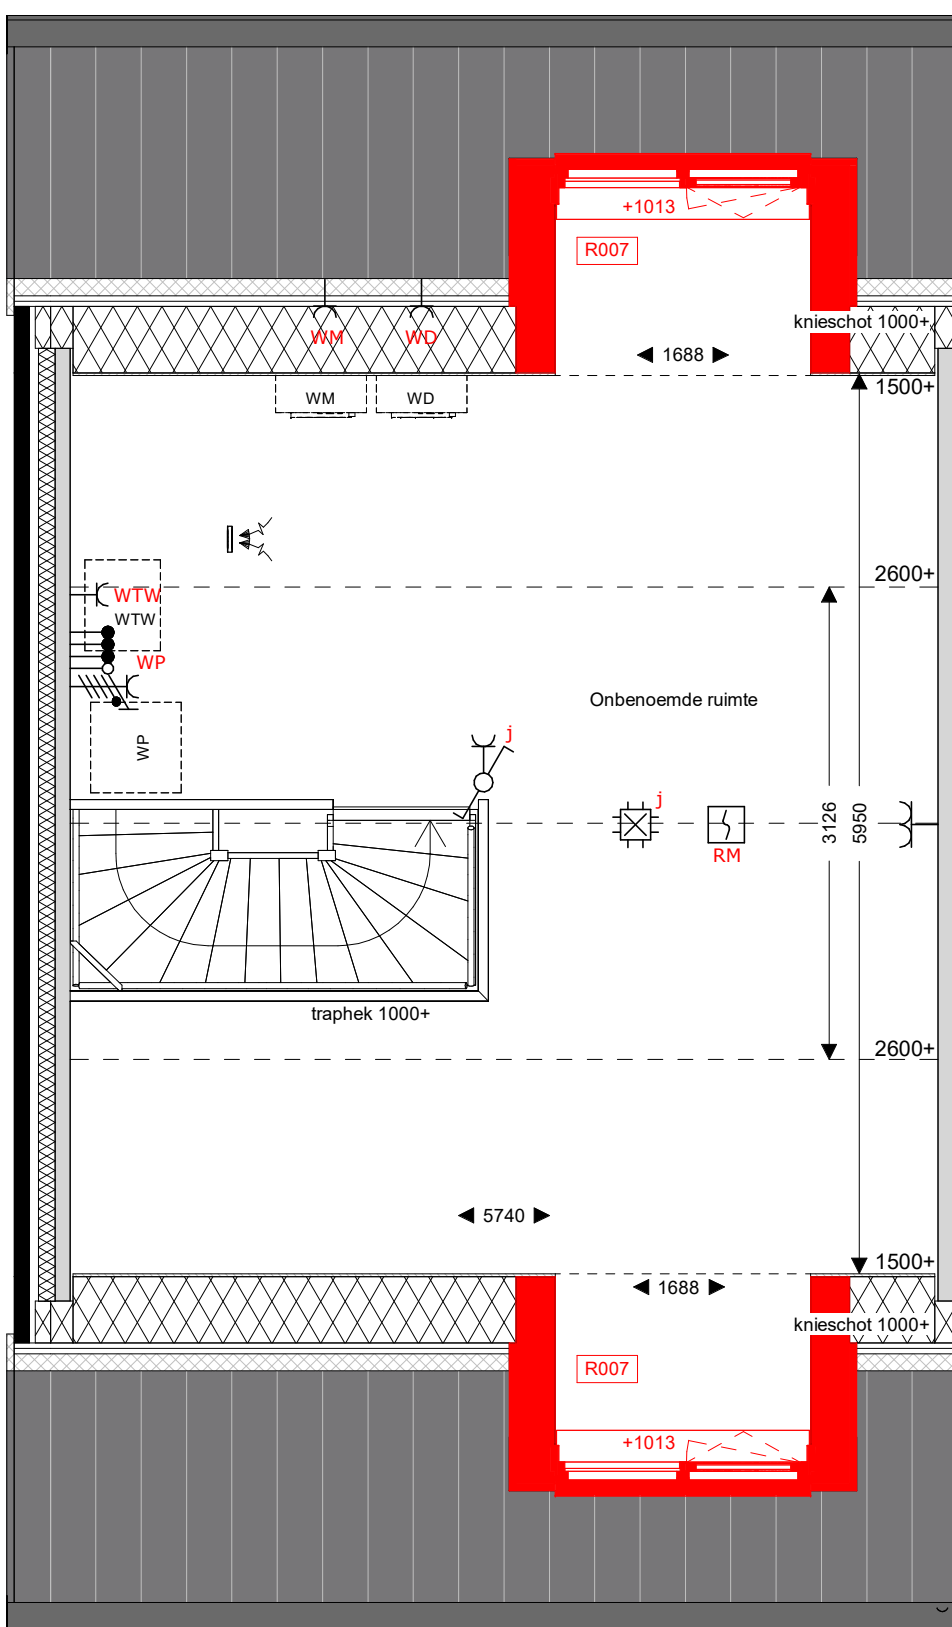 +1013
R007
knieschot 1000+
WM
WD
1688
1500+
WM
WD
2600+
WTW
WTW
WP
Onbenoemde ruimte
WP
j
j
3126
5950
RM
traphek 1000+
2600+
5740
1500+
1688
knieschot 1000+
R007
+1013